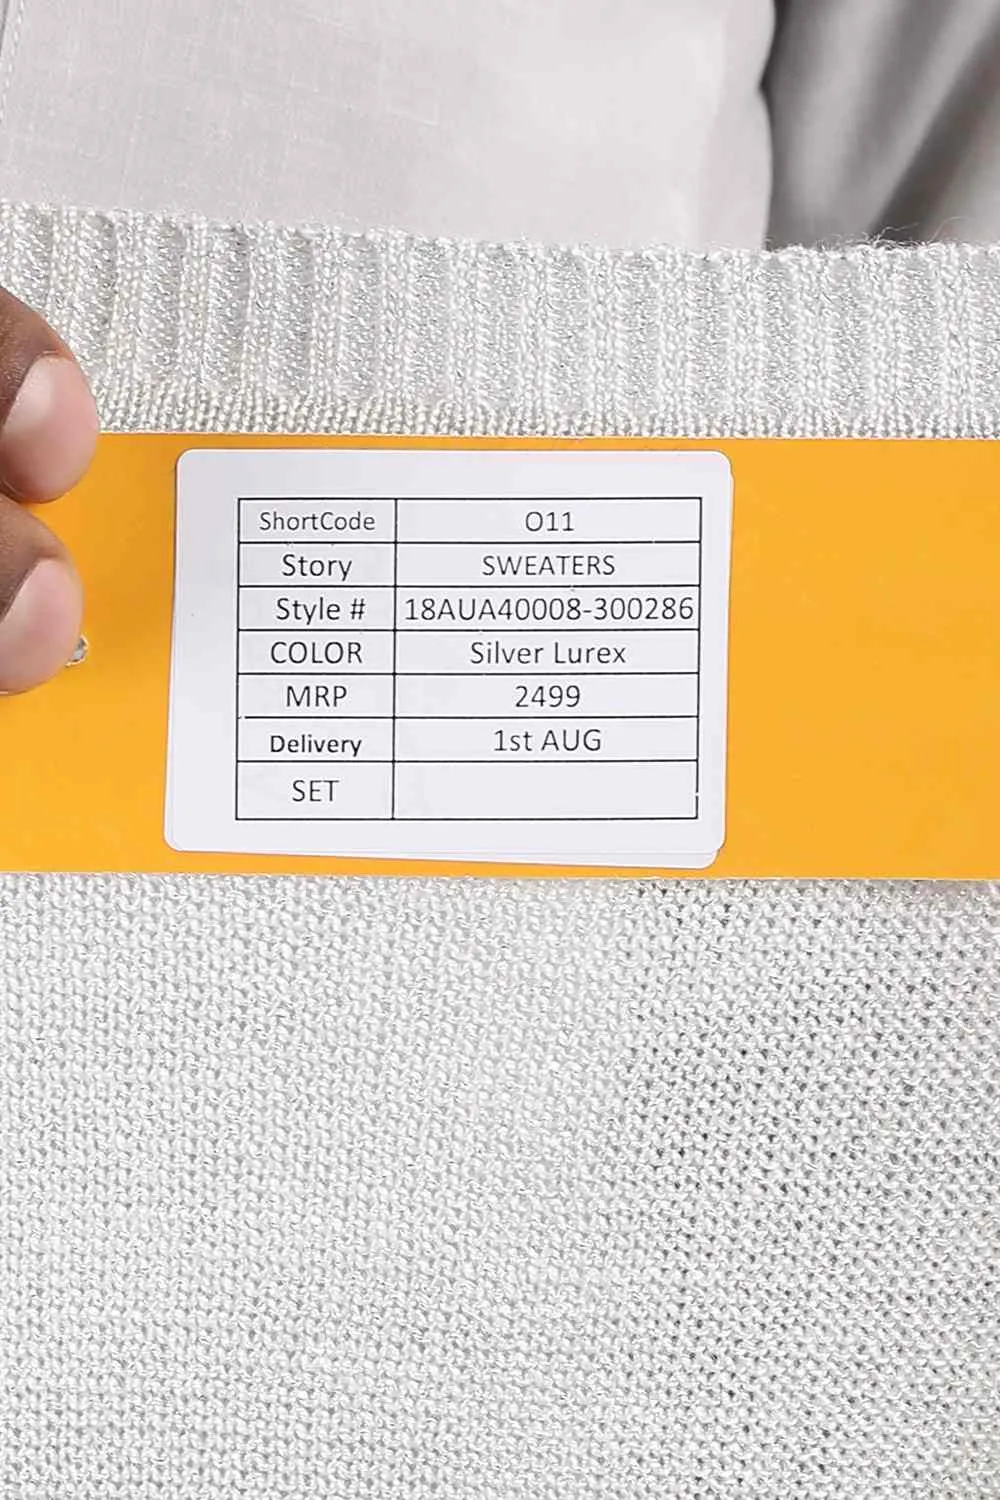 ShortCode O11
Story SWEATERS
Style # 18AUA40008-300286
COLOR Silver Lurex
MRP 2499
Delivery 1st AUG
SET